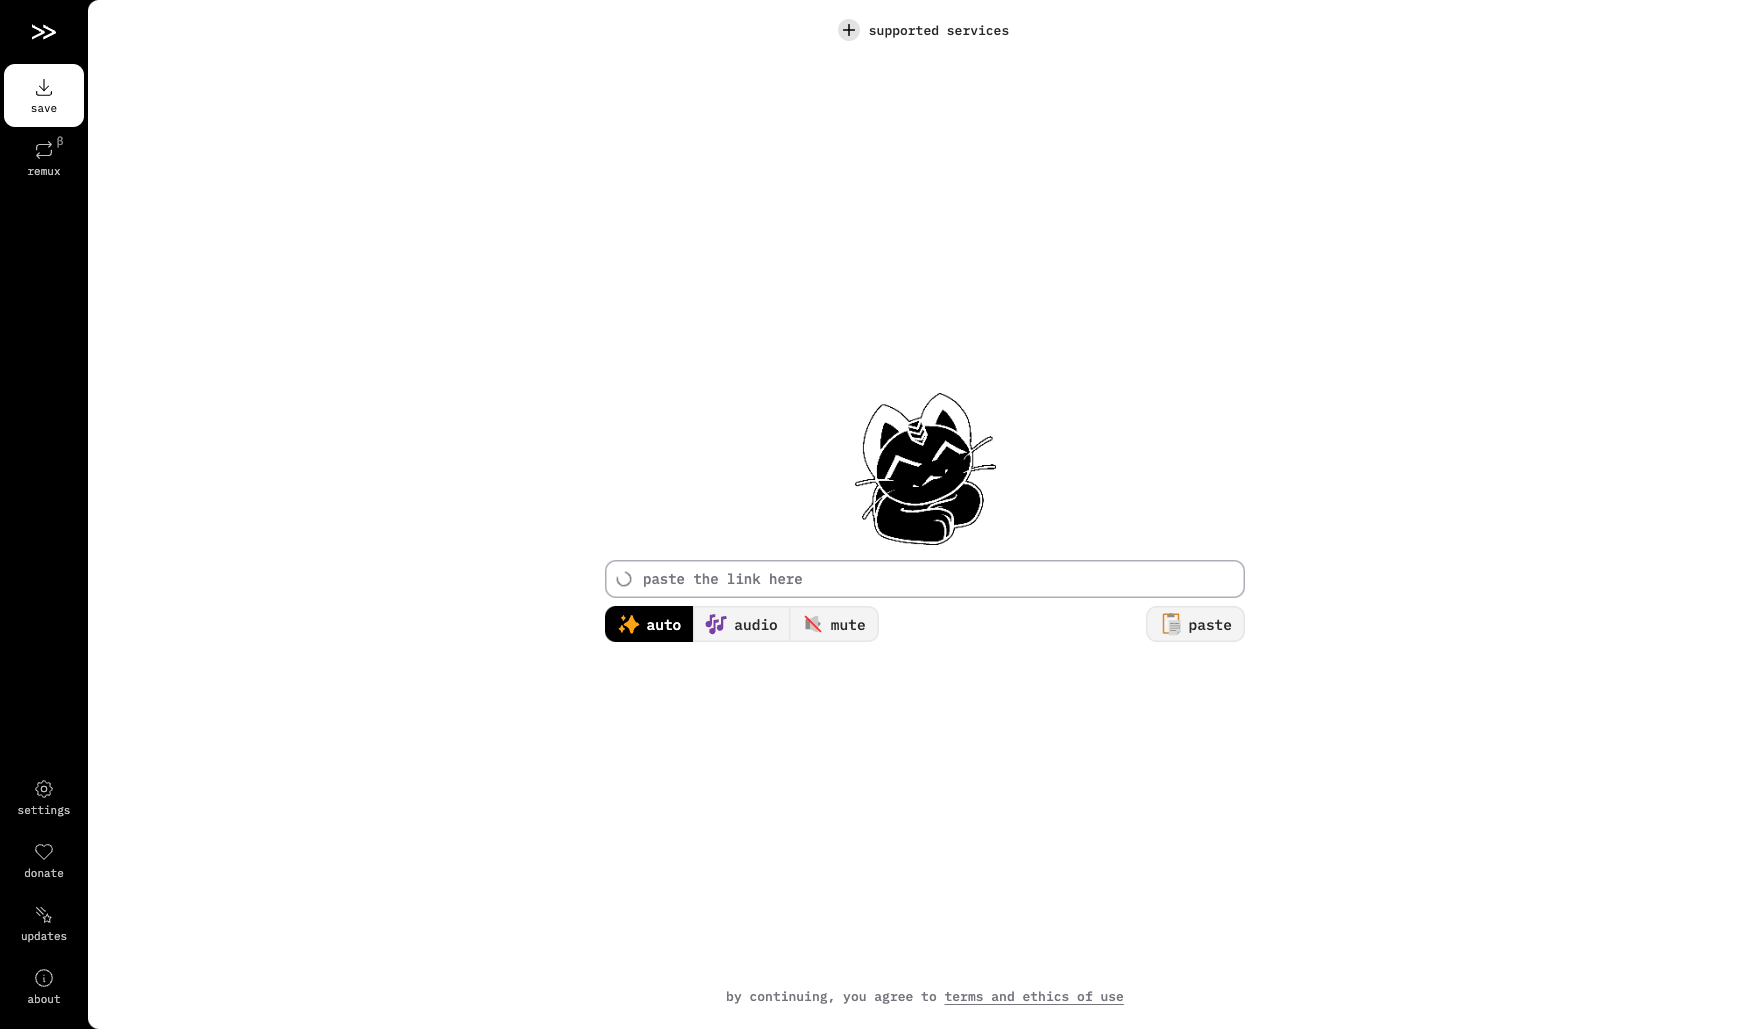 supported services
save
β
remux
paste the link here
auto
audio
mute
paste
settings
donate
updates
about
by continuing, you agree to terms and ethics of use